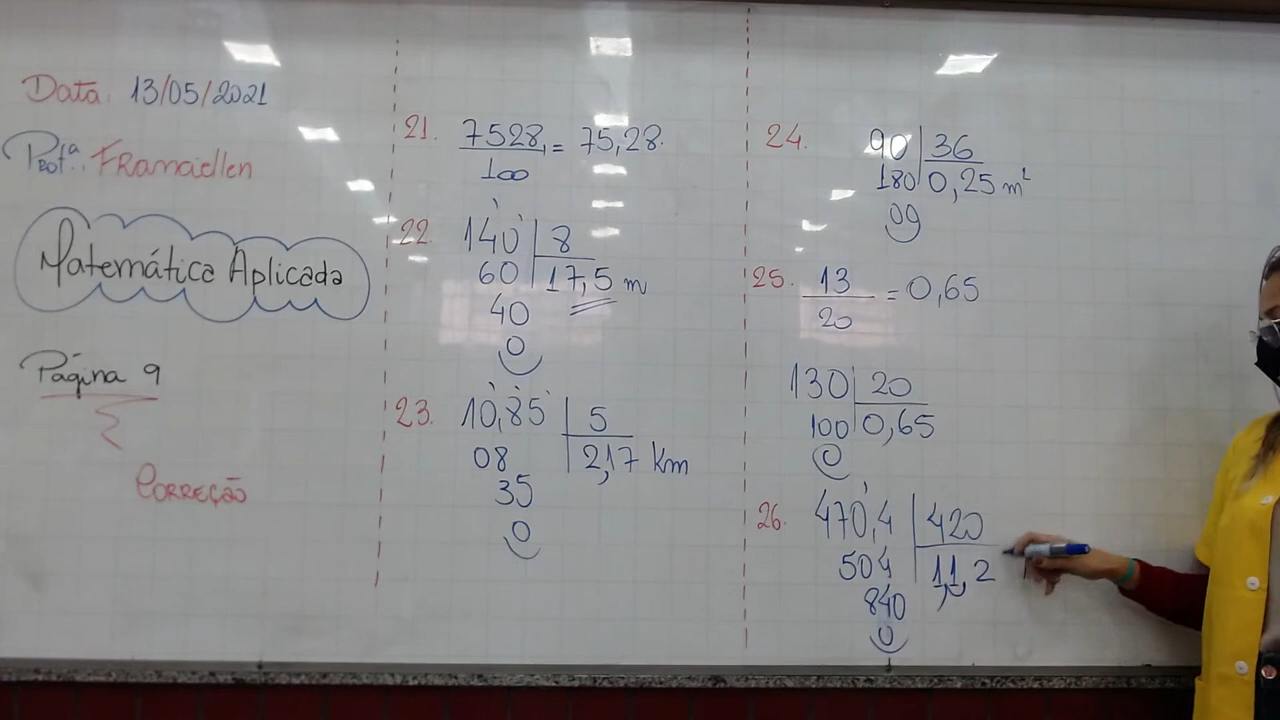 Data: 13/05/2021
Profª.: Franciellen
Matemática Aplicada
Página 9
Correção
21. 7528 = 75,28.
100
22. 140 | 8
60 17,5 m
40
0
23. 10,85 | 5
08 2,17 km
35
0
24. 90 | 36
180 0,25 m²
09
25. 13 = 0,65
20
130 | 20
100 0,65
0
26. 470,4 | 420
504 11,2
840
0